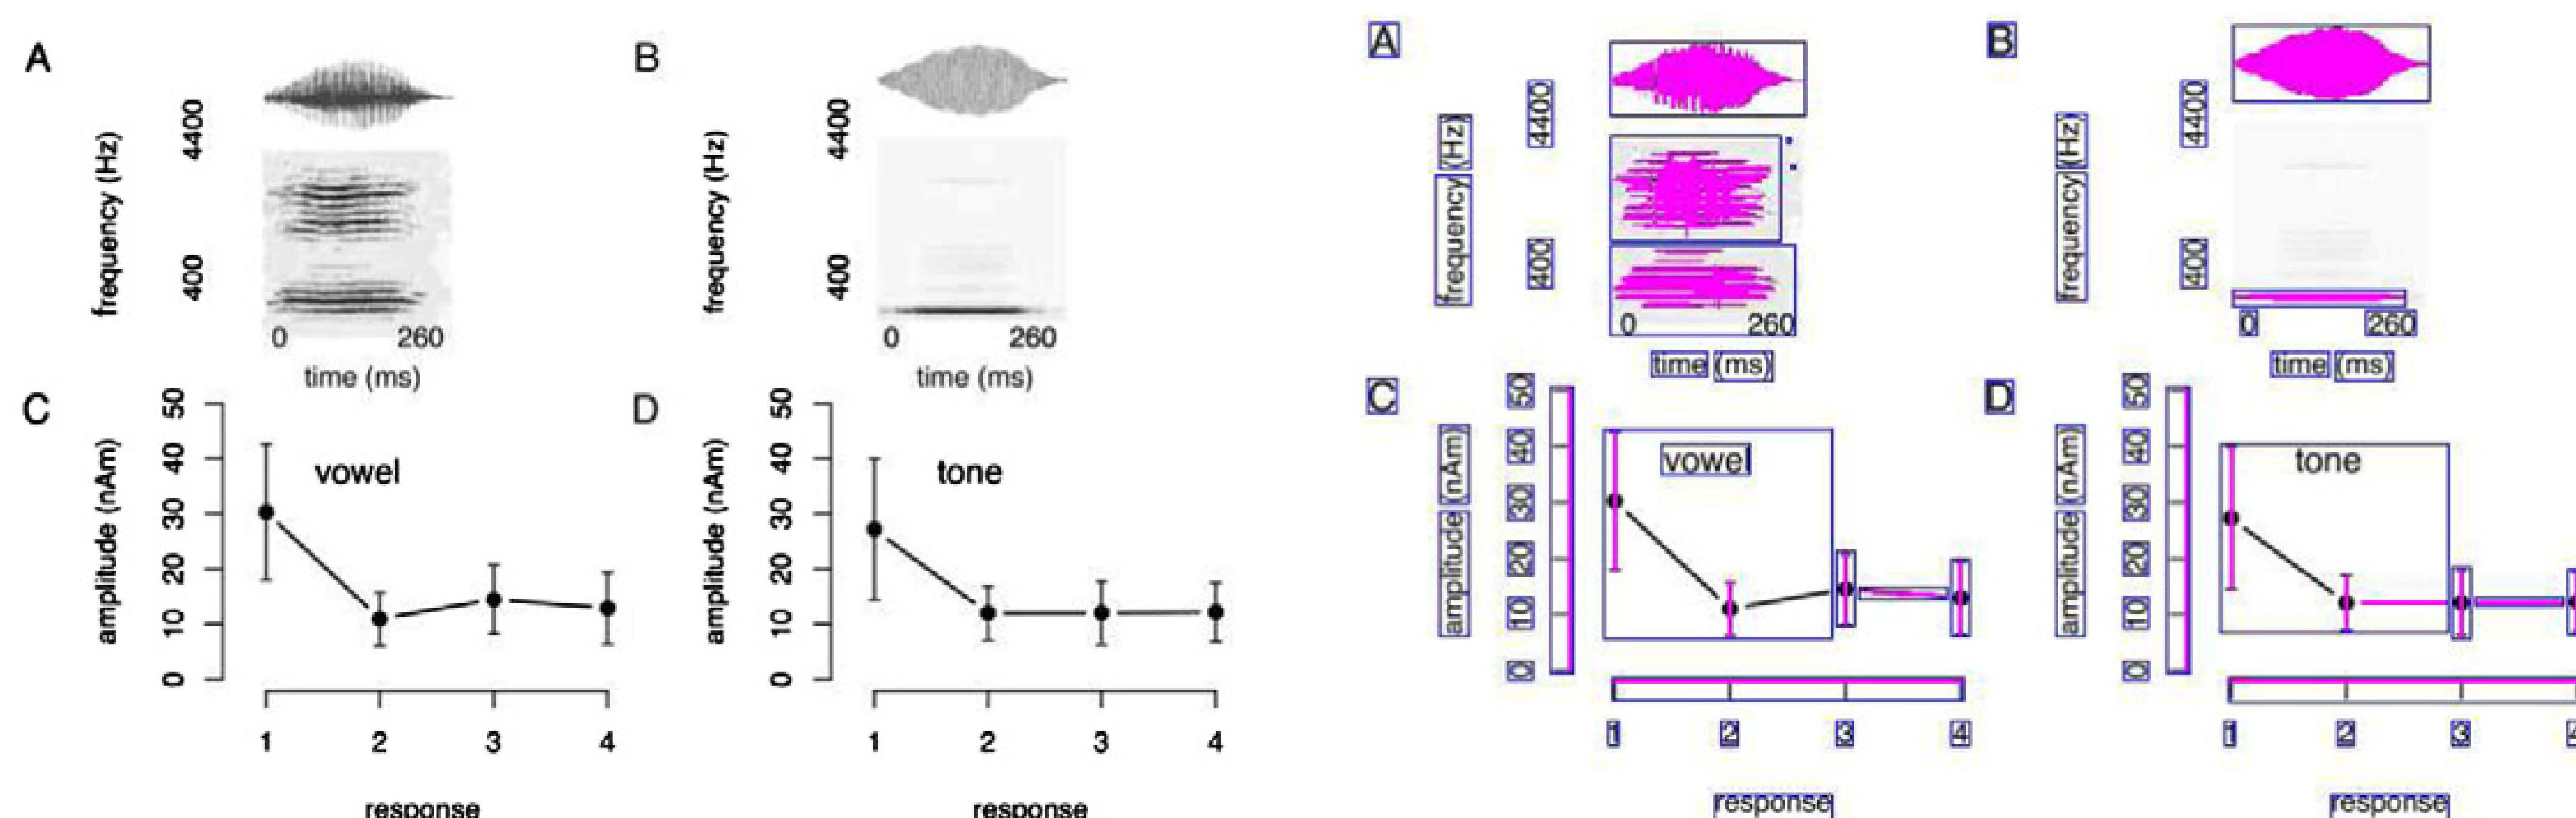 A
4400
frequency (Hz)
400
0 260
time (ms)
B
4400
frequency (Hz)
400
0 260
time (ms)
C
50
40
30
20
10
0
amplitude (nAm)
vowel
1 2 3 4
response
D
50
40
30
20
10
0
amplitude (nAm)
tone
1 2 3 4
response
A
4400
frequency (Hz)
400
0 260
time (ms)
B
4400
frequency (Hz)
400
0 260
time (ms)
C
50
40
30
20
10
0
amplitude (nAm)
vowel
1 2 3 4
response
D
50
40
30
20
10
0
amplitude (nAm)
tone
1 2 3 4
response